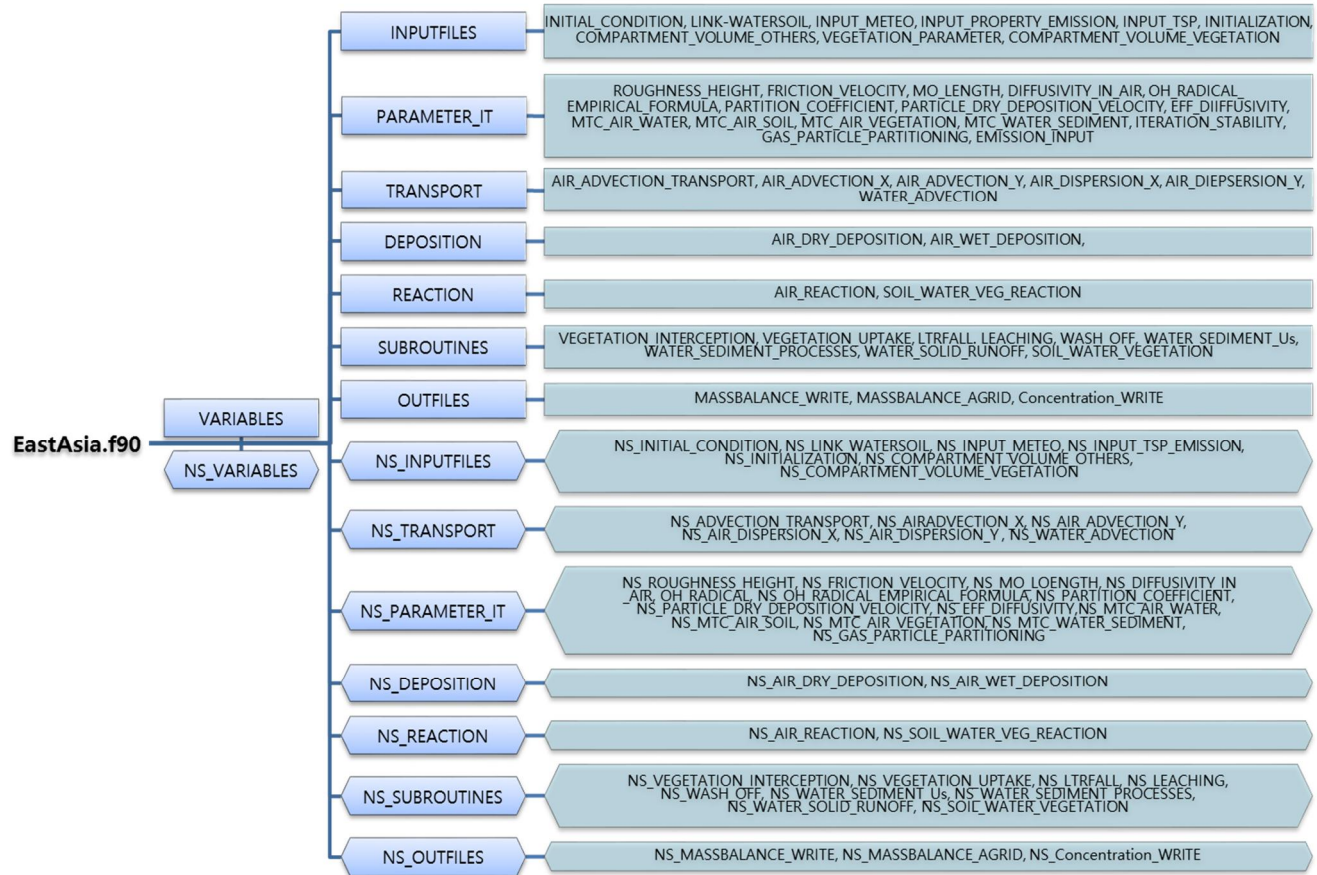 EastAsia.f90
VARIABLES
NS_VARIABLES
INPUTFILES
INITIAL_CONDITION, LINK-WATERSOIL, INPUT_METEO, INPUT_PROPERTY_EMISSION, INPUT_TSP, INITIALIZATION,
COMPARTMENT_VOLUME_OTHERS, VEGETATION_PARAMETER, COMPARTMENT_VOLUME_VEGETATION
PARAMETER_IT
ROUGHNESS_HEIGHT, FRICTION_VELOCITY, MO_LENGTH, DIFFUSIVITY_IN_AIR, OH_RADICAL_
EMPIRICAL_FORMULA, PARTITION_COEFFICIENT, PARTICLE_DRY_DEPOSITION_VELOCITY, EFF_DIIFFUSIVITY,
MTC_AIR_WATER, MTC_AIR_SOIL, MTC_AIR_VEGETATION, MTC_WATER_SEDIMENT, ITERATION_STABILITY,
GAS_PARTICLE_PARTITIONING, EMISSION_INPUT
TRANSPORT
AIR_ADVECTION_TRANSPORT, AIR_ADVECTION_X, AIR_ADVECTION_Y, AIR_DISPERSION_X, AIR_DIEPSERSION_Y,
WATER_ADVECTION
DEPOSITION
AIR_DRY_DEPOSITION, AIR_WET_DEPOSITION,
REACTION
AIR_REACTION, SOIL_WATER_VEG_REACTION
SUBROUTINES
VEGETATION_INTERCEPTION, VEGETATION_UPTAKE, LTRFALL. LEACHING, WASH_OFF, WATER_SEDIMENT_Us,
WATER_SEDIMENT_PROCESSES, WATER_SOLID_RUNOFF, SOIL_WATER_VEGETATION
OUTFILES
MASSBALANCE_WRITE, MASSBALANCE_AGRID, Concentration_WRITE
NS_INPUTFILES
NS_INITIAL_CONDITION, NS_LINK_WATERSOIL, NS_INPUT_METEO, NS_INPUT_TSP_EMISSION,
NS_INITIALIZATION, NS_COMPARTMENT_VOLUME_OTHERS,
NS_COMPARTMENT_VOLUME_VEGETATION
NS_TRANSPORT
NS_ADVECTION_TRANSPORT, NS_AIRADVECTION_X, NS_AIR_ADVECTION_Y,
NS_AIR_DISPERSION_X, NS_AIR_DISPERSION_Y , NS_WATER_ADVECTION
NS_PARAMETER_IT
NS_ROUGHNESS_HEIGHT, NS_FRICTION_VELOCITY, NS_MO_LOENGTH, NS_DIFFUSIVITY_IN
_AIR, OH_RADICAL, NS_OH_RADICAL_EMPIRICAL_FORMULA, NS_PARTITION_COEFFICIENT,
NS_PARTICLE_DRY_DEPOSITION_VELOICITY, NS_EFF_DIFFUSIVITY,NS_MTC_AIR_WATER,
NS_MTC_AIR_SOIL, NS_MTC_AIR_VEGETATION, NS_MTC_WATER_SEDIMENT,
NS_GAS_PARTICLE_PARTITIONING
NS_DEPOSITION
NS_AIR_DRY_DEPOSITION, NS_AIR_WET_DEPOSITION
NS_REACTION
NS_AIR_REACTION, NS_SOIL_WATER_VEG_REACTION
NS_SUBROUTINES
NS_VEGETATION_INTERCEPTION, NS_VEGETATION_UPTAKE, NS_LTRFALL, NS_LEACHING,
NS_WASH_OFF, NS_WATER_SEDIMENT_Us, NS_WATER_SEDIMENT_PROCESSES,
NS_WATER_SOLID_RUNOFF, NS_SOIL_WATER_VEGETATION
NS_OUTFILES
NS_MASSBALANCE_WRITE, NS_MASSBALANCE_AGRID, NS_Concentration_WRITE